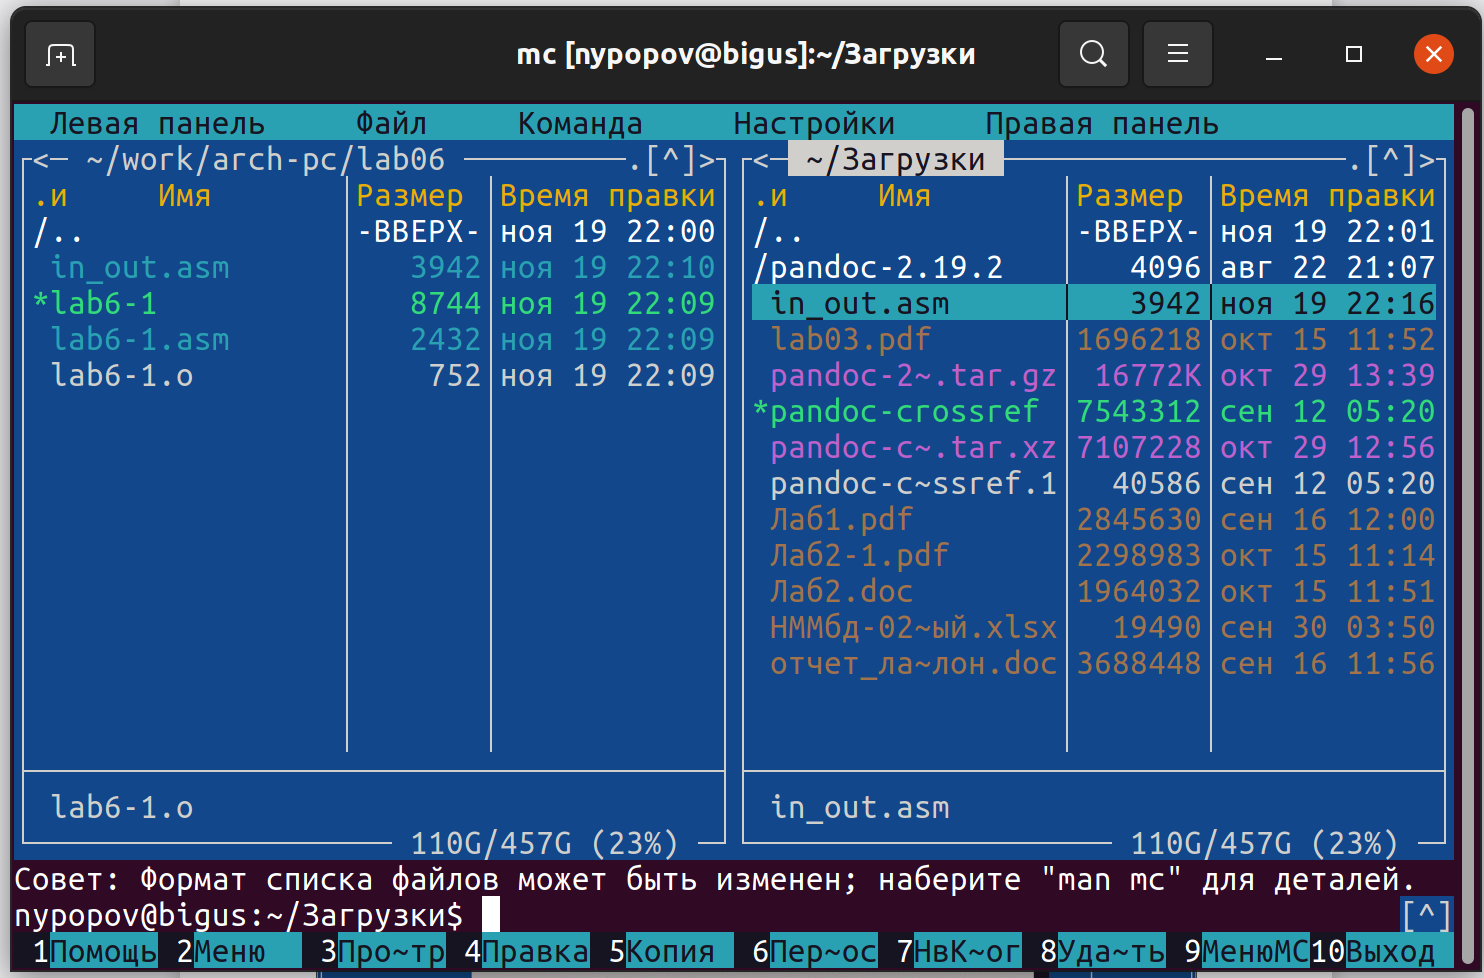 mc [nypopov@bigus]:~/Загрузки
Левая панель Файл Команда Настройки Правая панель
<─ ~/work/arch-pc/lab06 ─.[^]>
.и Имя Размер Время правки
/.. -ВВЕРХ- ноя 19 22:00
in_out.asm 3942 ноя 19 22:10
*lab6-1 8744 ноя 19 22:09
lab6-1.asm 2432 ноя 19 22:09
lab6-1.o 752 ноя 19 22:09
lab6-1.o
110G/457G (23%)
<─ ~/Загрузки ─.[^]>
.и Имя Размер Время правки
/.. -ВВЕРХ- ноя 19 22:01
/pandoc-2.19.2 4096 авг 22 21:07
in_out.asm 3942 ноя 19 22:16
lab03.pdf 1696218 окт 15 11:52
pandoc-2~.tar.gz 16772K окт 29 13:39
*pandoc-crossref 7543312 сен 12 05:20
pandoc-c~.tar.xz 7107228 окт 29 12:56
pandoc-c~ssref.1 40586 сен 12 05:20
Лаб1.pdf 2845630 сен 16 12:00
Лаб2-1.pdf 2298983 окт 15 11:14
Лаб2.doc 1964032 окт 15 11:51
НММбд-02~ый.xlsx 19490 сен 30 03:50
отчет_ла~лон.doc 3688448 сен 16 11:56
in_out.asm
110G/457G (23%)
Совет: Формат списка файлов может быть изменен; наберите "man mc" для деталей.
nypopov@bigus:~/Загрузки$ [^]
1Помощь 2Меню 3Про~тр 4Правка 5Копия 6Пер~ос 7НвК~ог 8Уда~ть 9МенюMC 10Выход